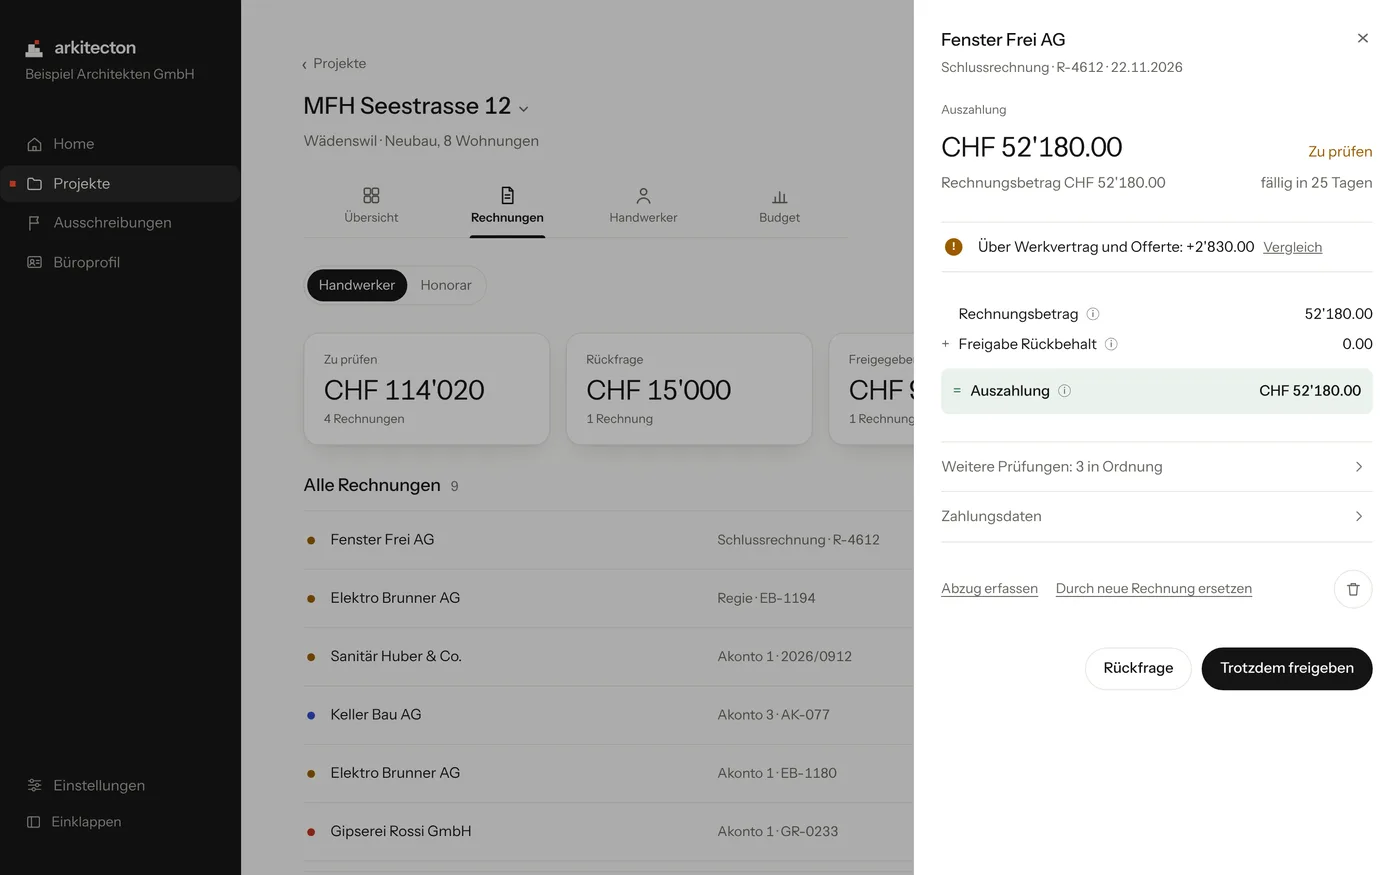 arkitecton
Beispiel Architekten GmbH
Home
Projekte
Ausschreibungen
Büroprofil
Einstellungen
Einklappen
‹ Projekte
MFH Seestrasse 12
Wädenswil · Neubau, 8 Wohnungen
Übersicht
Rechnungen
Handwerker
Budget
Handwerker
Honorar
Zu prüfen
CHF 114'020
4 Rechnungen
Rückfrage
CHF 15'000
1 Rechnung
Freigegebe
CHF
1 Rechnung
Alle Rechnungen 9
Fenster Frei AG Schlussrechnung · R-4612
Elektro Brunner AG Regie · EB-1194
Sanitär Huber & Co. Akonto 1 · 2026/0912
Keller Bau AG Akonto 3 · AK-077
Elektro Brunner AG Akonto 1 · EB-1180
Gipserei Rossi GmbH Akonto 1 · GR-0233
Fenster Frei AG
Schlussrechnung · R-4612 · 22.11.2026
Auszahlung
CHF 52'180.00 Zu prüfen
Rechnungsbetrag CHF 52'180.00 fällig in 25 Tagen
! Über Werkvertrag und Offerte: +2'830.00 Vergleich
Rechnungsbetrag 52'180.00
+ Freigabe Rückbehalt 0.00
= Auszahlung CHF 52'180.00
Weitere Prüfungen: 3 in Ordnung
Zahlungsdaten
Abzug erfassen Durch neue Rechnung ersetzen
Rückfrage Trotzdem freigeben